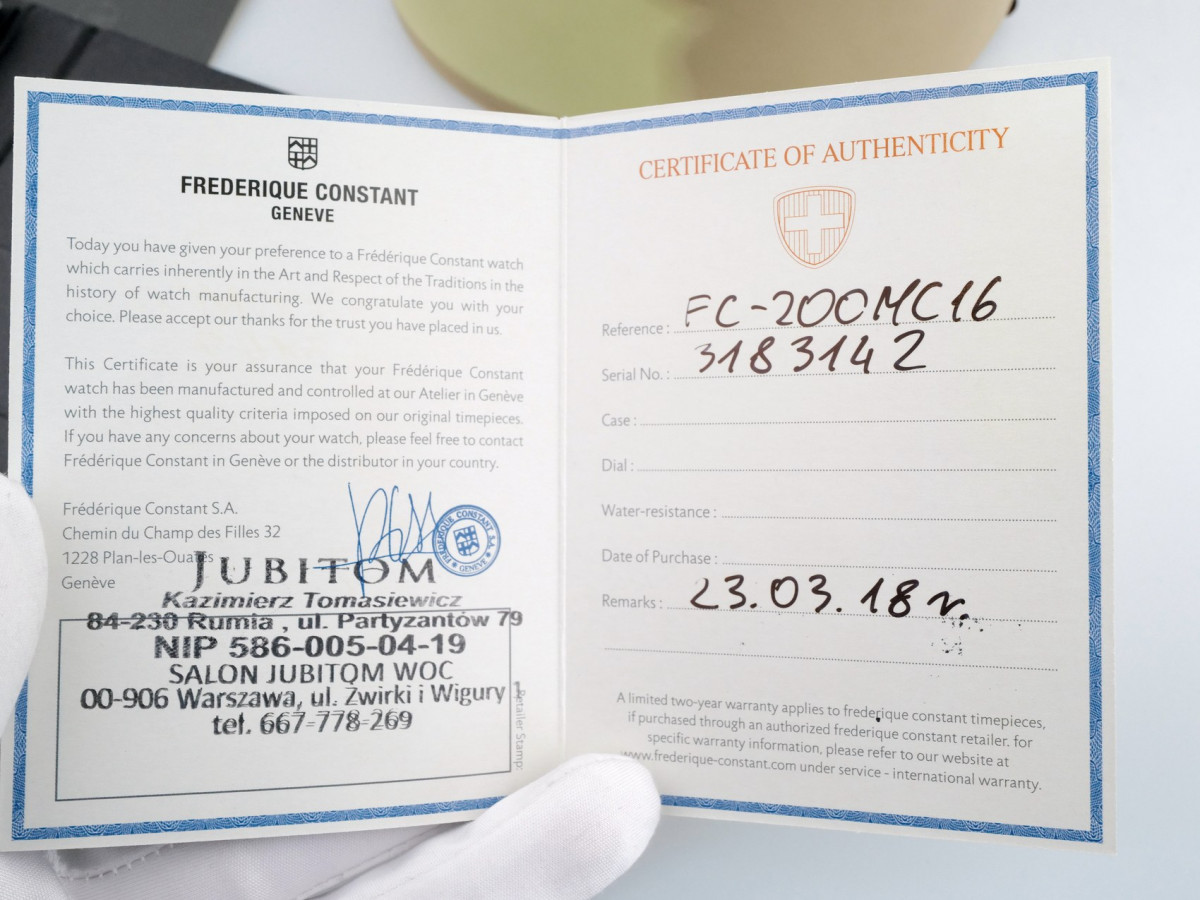 FREDERIQUE CONSTANT
GENEVE
Today you have given your preference to a Frédérique Constant watch
which carries inherently in the Art and Respect of the Traditions in the
history of watch manufacturing. We congratulate you with your
choice. Please accept our thanks for the trust you have placed in us.
This Certificate is your assurance that your Frédérique Constant
watch has been manufactured and controlled at our Atelier in Genève
with the highest quality criteria imposed on our original timepieces.
If you have any concerns about your watch, please feel free to contact
Frédérique Constant in Genève or the distributor in your country.
Frédérique Constant S.A.
Chemin du Champ des Filles 32
1228 Plan-les-Ouates
Genève
FREDERIQUE CONSTANT S.A.
GENEVE
JUBITOM
Kazimierz Tomasiewicz
84-230 Rumia, ul. Partyzantów 79
NIP 586-005-04-19
SALON JUBITOM WOC
00-906 Warszawa, ul. Żwirki i Wigury 1
tel. 667-778-269
Retailer Stamp:
CERTIFICATE OF AUTHENTICITY
Reference : FC-200MC16
Serial No. : 3183142
Case :
Dial :
Water-resistance :
Date of Purchase :
Remarks : 23.03.18 r.
A limited two-year warranty applies to frederique constant timepieces,
if purchased through an authorized frederique constant retailer. for
specific warranty information, please refer to our website at
www.frederique-constant.com under service - international warranty.